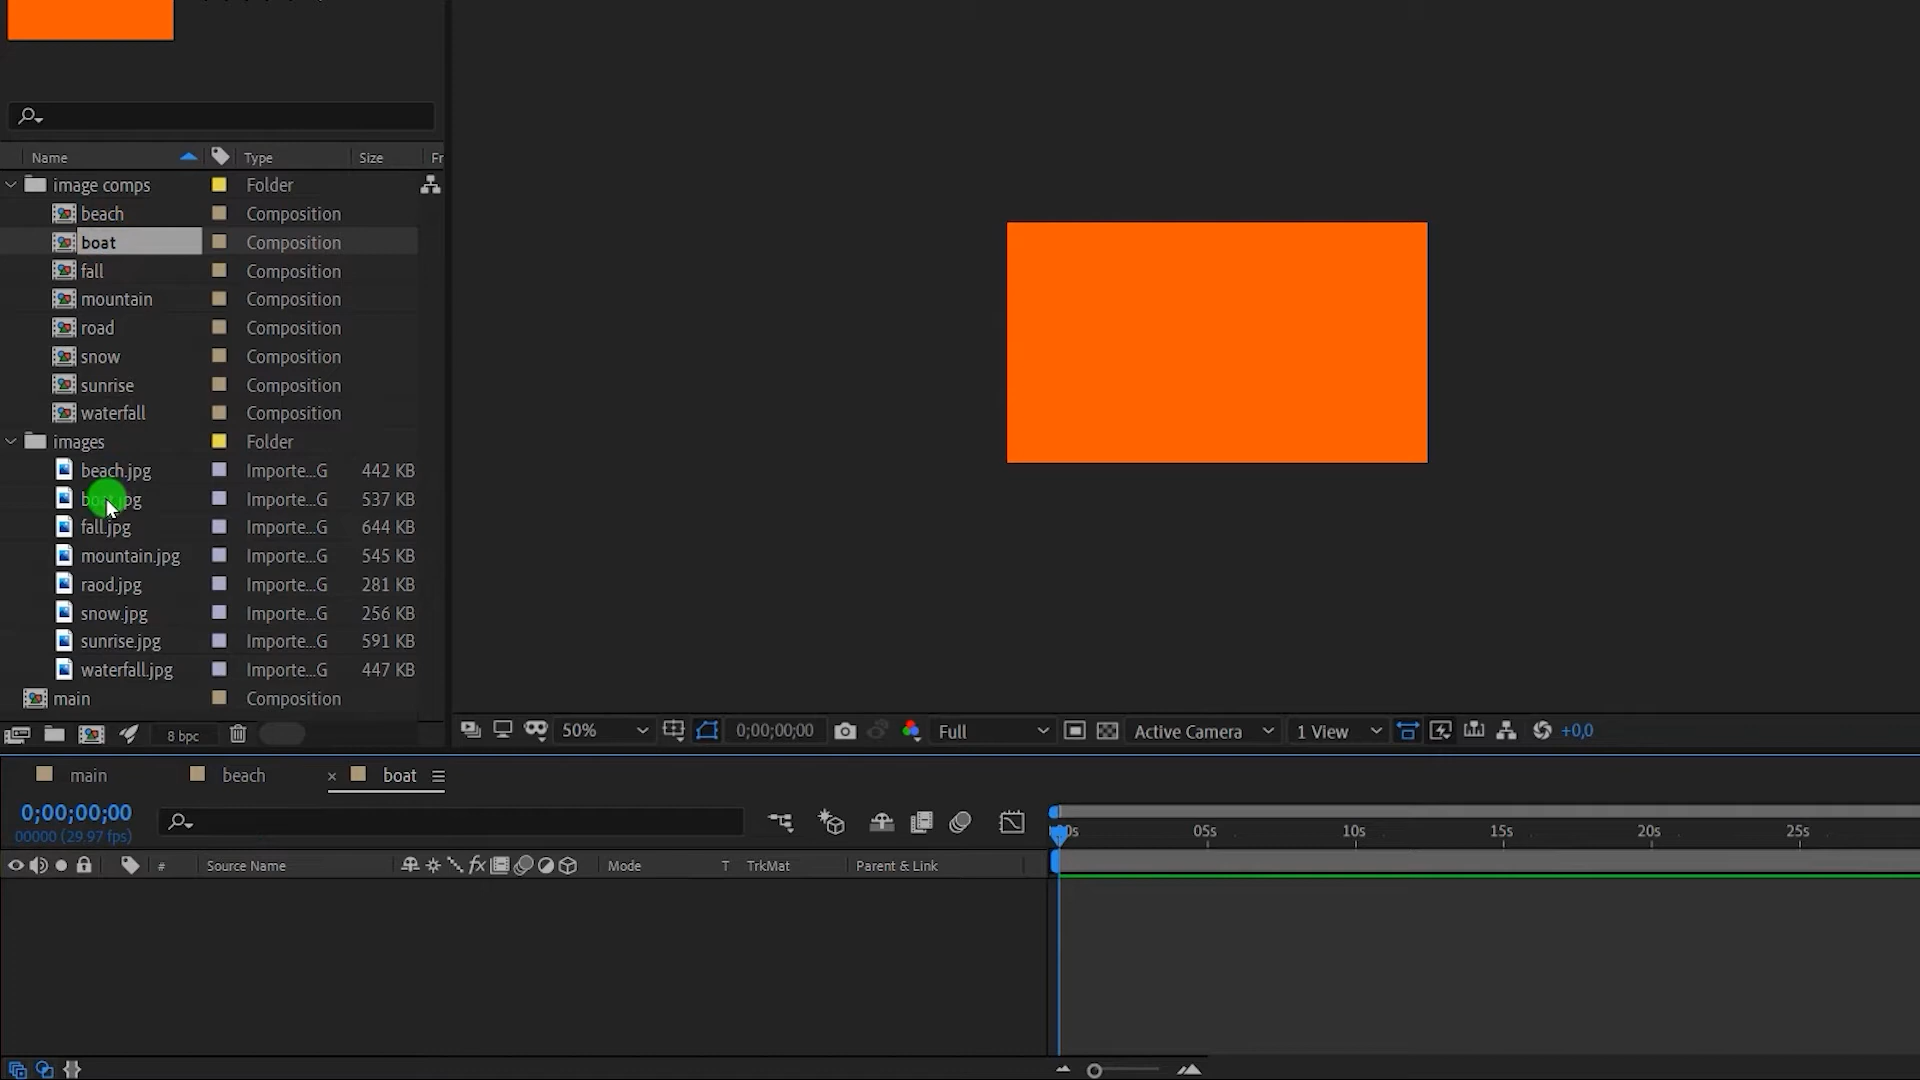 Name Type Size Fr
image comps Folder
beach Composition
boat Composition
fall Composition
mountain Composition
road Composition
snow Composition
sunrise Composition
waterfall Composition
images Folder
beach.jpg Importe...G 442 KB
boat.jpg Importe...G 537 KB
fall.jpg Importe...G 644 KB
mountain.jpg Importe...G 545 KB
raod.jpg Importe...G 281 KB
snow.jpg Importe...G 256 KB
sunrise.jpg Importe...G 591 KB
waterfall.jpg Importe...G 447 KB
main Composition
8 bpc
50% 0;00;00;00 Full Active Camera 1 View +0,0
main beach × boat
0;00;00;00
00000 (29.97 fps)
0s 05s 10s 15s 20s 25s
# Source Name fx Mode T TrkMat Parent & Link